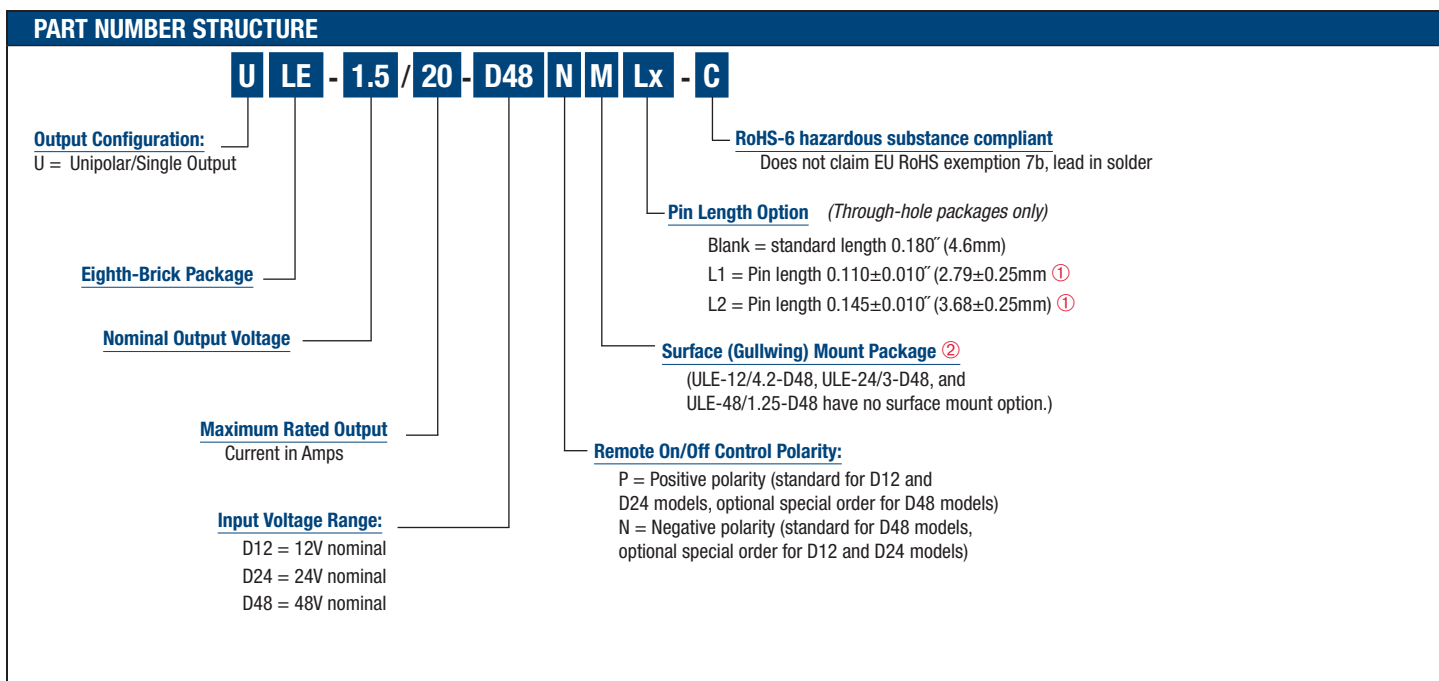 PART NUMBER STRUCTURE
U LE - 1.5 / 20 - D48 N M Lx - C
Output Configuration:
U = Unipolar/Single Output
Eighth-Brick Package
Nominal Output Voltage
Maximum Rated Output
Current in Amps
Input Voltage Range:
D12 = 12V nominal
D24 = 24V nominal
D48 = 48V nominal
RoHS-6 hazardous substance compliant
Does not claim EU RoHS exemption 7b, lead in solder
Pin Length Option (Through-hole packages only)
Blank = standard length 0.180˝ (4.6mm)
L1 = Pin length 0.110±0.010˝ (2.79±0.25mm ①
L2 = Pin length 0.145±0.010˝ (3.68±0.25mm) ①
Surface (Gullwing) Mount Package ②
(ULE-12/4.2-D48, ULE-24/3-D48, and
ULE-48/1.25-D48 have no surface mount option.)
Remote On/Off Control Polarity:
P = Positive polarity (standard for D12 and
D24 models, optional special order for D48 models)
N = Negative polarity (standard for D48 models,
optional special order for D12 and D24 models)